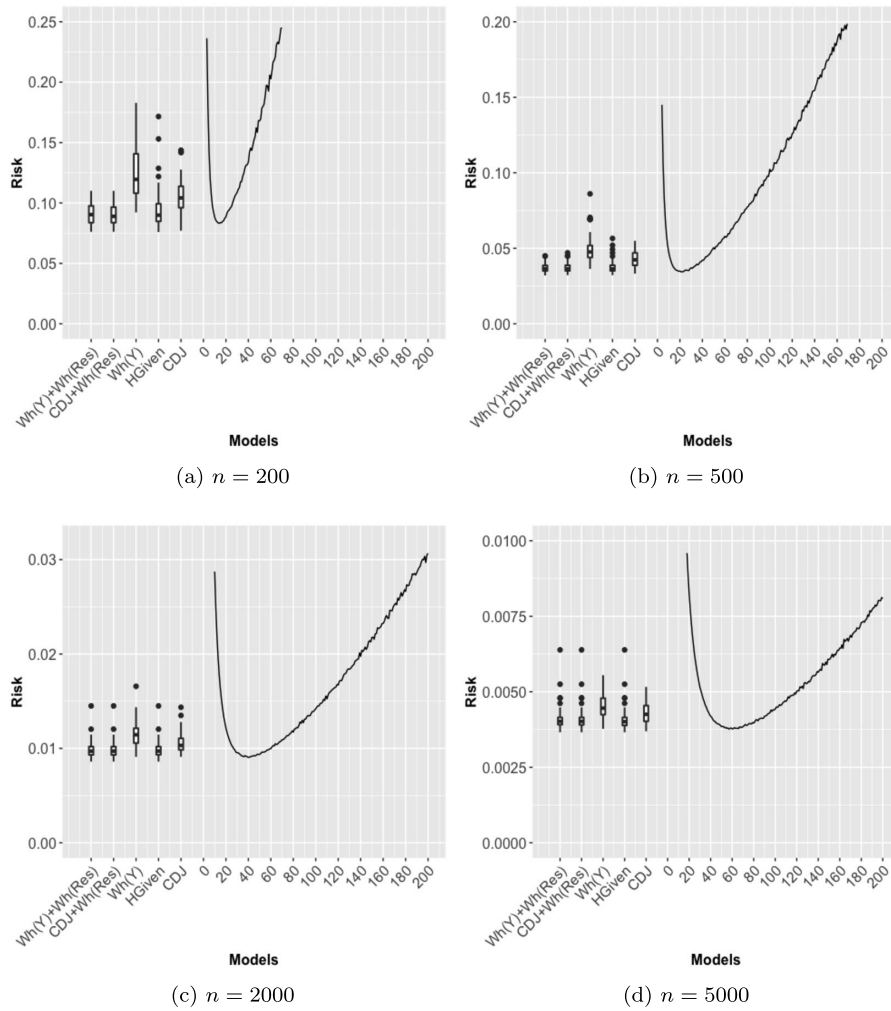 0.25
0.20
0.15
0.10
0.05
0.00
Risk
Wh(Y)+Wh(Res)
CDJ+Wh(Res)
Wh(Y)
HGiven
CDJ
0
20
40
60
80
100
120
140
160
180
200
Models
(a) n = 200
0.20
0.15
0.10
0.05
0.00
Risk
Wh(Y)+Wh(Res)
CDJ+Wh(Res)
Wh(Y)
HGiven
CDJ
0
20
40
60
80
100
120
140
160
180
200
Models
(b) n = 500
0.03
0.02
0.01
0.00
Risk
Wh(Y)+Wh(Res)
CDJ+Wh(Res)
Wh(Y)
HGiven
CDJ
0
20
40
60
80
100
120
140
160
180
200
Models
(c) n = 2000
0.0100
0.0075
0.0050
0.0025
0.0000
Risk
Wh(Y)+Wh(Res)
CDJ+Wh(Res)
Wh(Y)
HGiven
CDJ
0
20
40
60
80
100
120
140
160
180
200
Models
(d) n = 5000